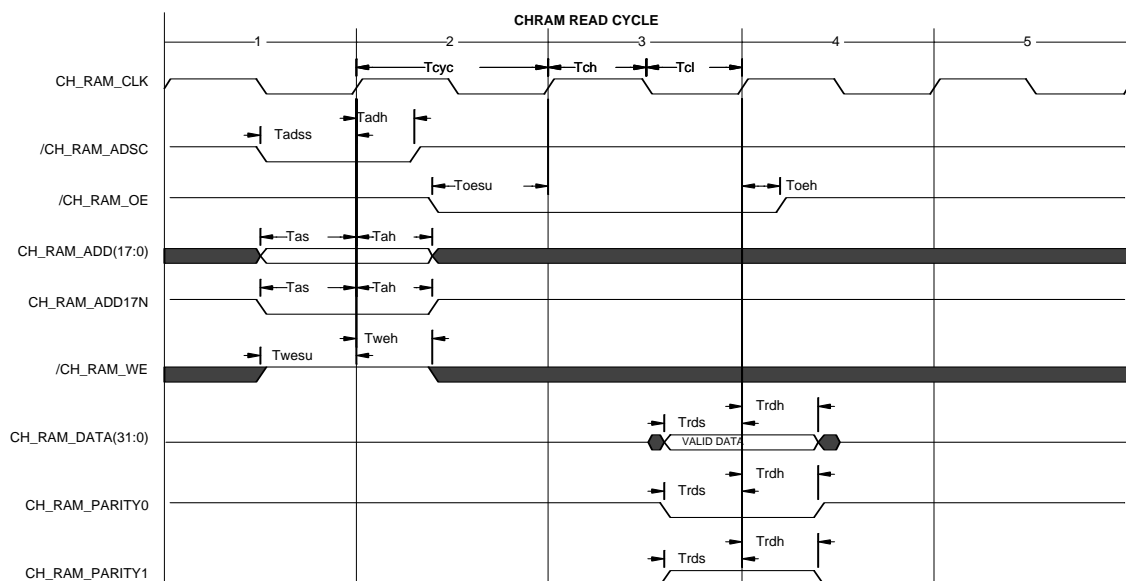 CHRAM READ CYCLE
1 2 3 4 5
Tcyc Tch Tcl
CH_RAM_CLK
Tadh
Tadss
/CH_RAM_ADSC
Toesu Toeh
/CH_RAM_OE
Tas Tah
CH_RAM_ADD(17:0)
Tas Tah
CH_RAM_ADD17N
Tweh
Twesu
/CH_RAM_WE
Trdh
Trds
CH_RAM_DATA(31:0)
VALID DATA
Trdh
Trds
CH_RAM_PARITY0
Trdh
Trds
CH_RAM_PARITY1